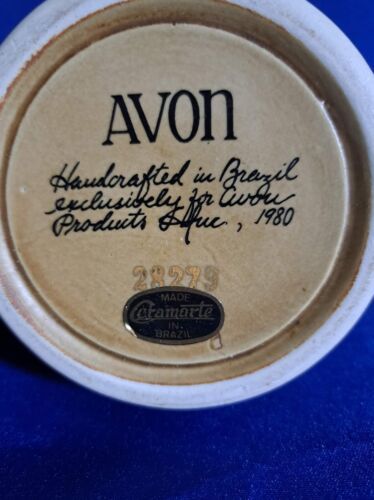 AVON
Handcrafted in Brazil
exclusively for Avon
Products Inc, 1980
28279
MADE
Ceramarte
IN
BRAZIL